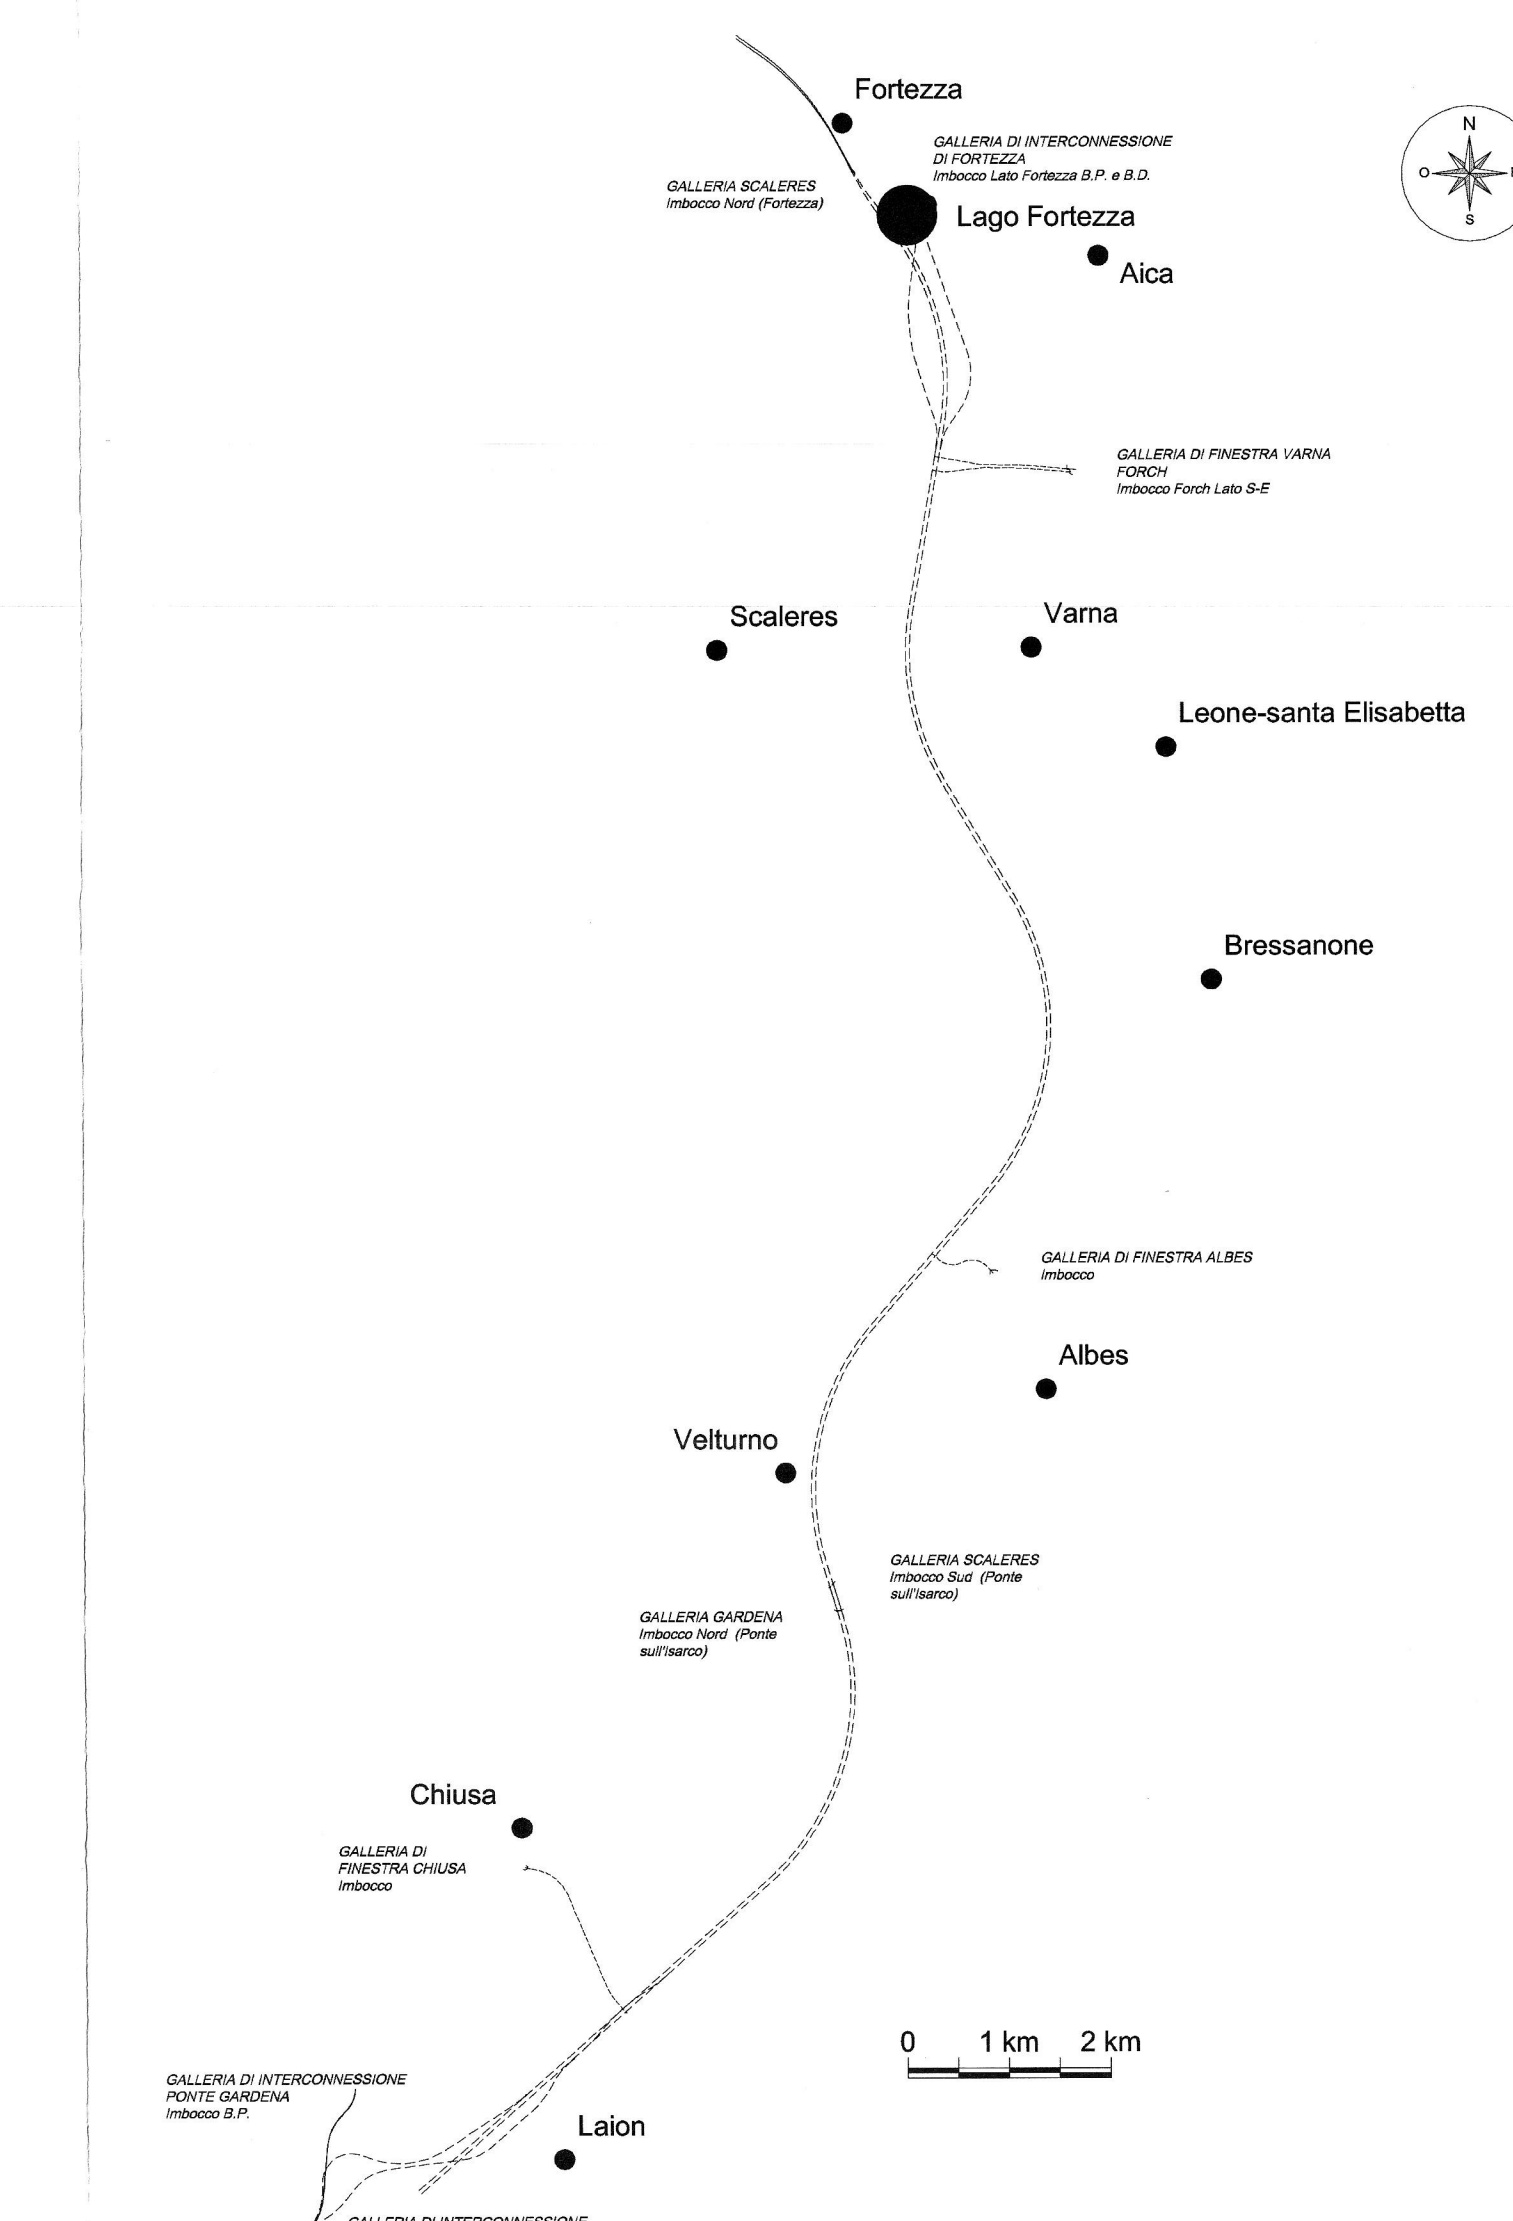 Fortezza
GALLERIA DI INTERCONNESSIONE
DI FORTEZZA
Imbocco Lato Fortezza B.P. e B.D.
N
O
S
GALLERIA SCALERES
Imbocco Nord (Fortezza)
Lago Fortezza
Aica
GALLERIA DI FINESTRA VARNA
FORCH
Imbocco Forch Lato S-E
Scaleres
Varna
Leone-santa Elisabetta
Bressanone
GALLERIA DI FINESTRA ALBES
Imbocco
Albes
Velturno
GALLERIA SCALERES
Imbocco Sud (Ponte
sull'Isarco)
GALLERIA GARDENA
Imbocco Nord (Ponte
sull'Isarco)
Chiusa
GALLERIA DI
FINESTRA CHIUSA
Imbocco
0 1 km 2 km
GALLERIA DI INTERCONNESSIONE
PONTE GARDENA
Imbocco B.P.
Laion
GALLERIA DI INTERCONNESSIONE